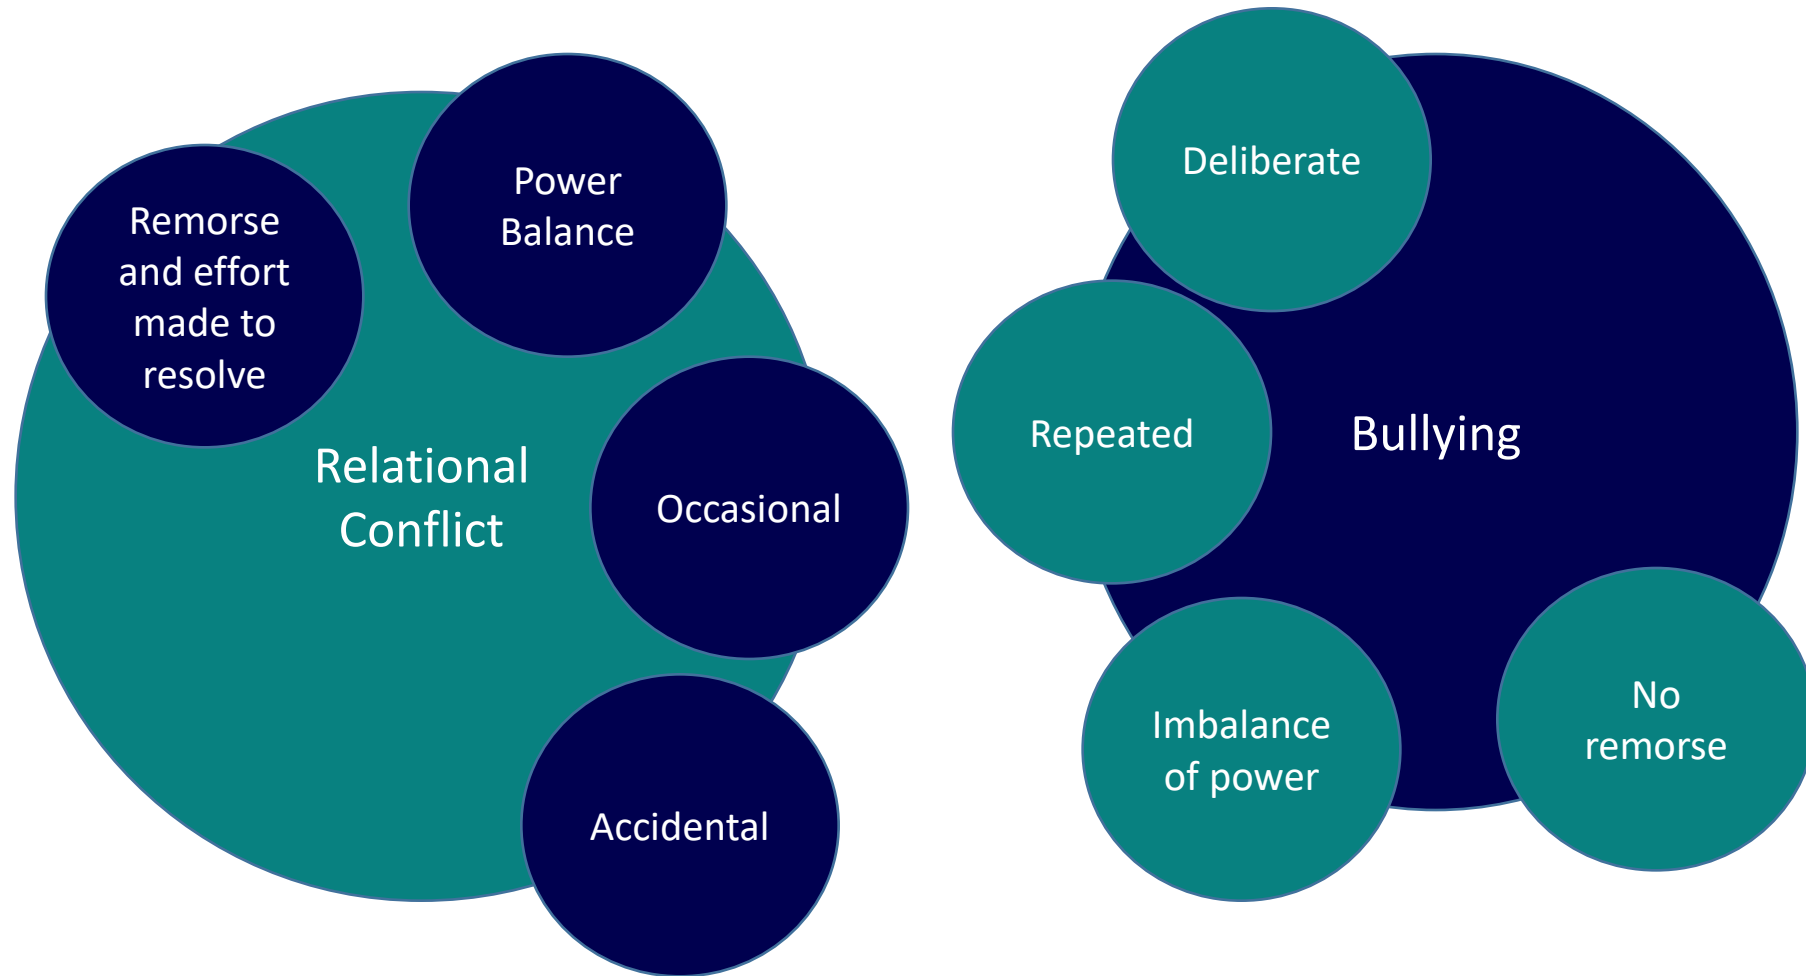 Power
Balance
Remorse
and effort
made to
resolve
Relational
Conflict
Occasional
Accidental
Deliberate
Repeated
Bullying
Imbalance
of power
No
remorse